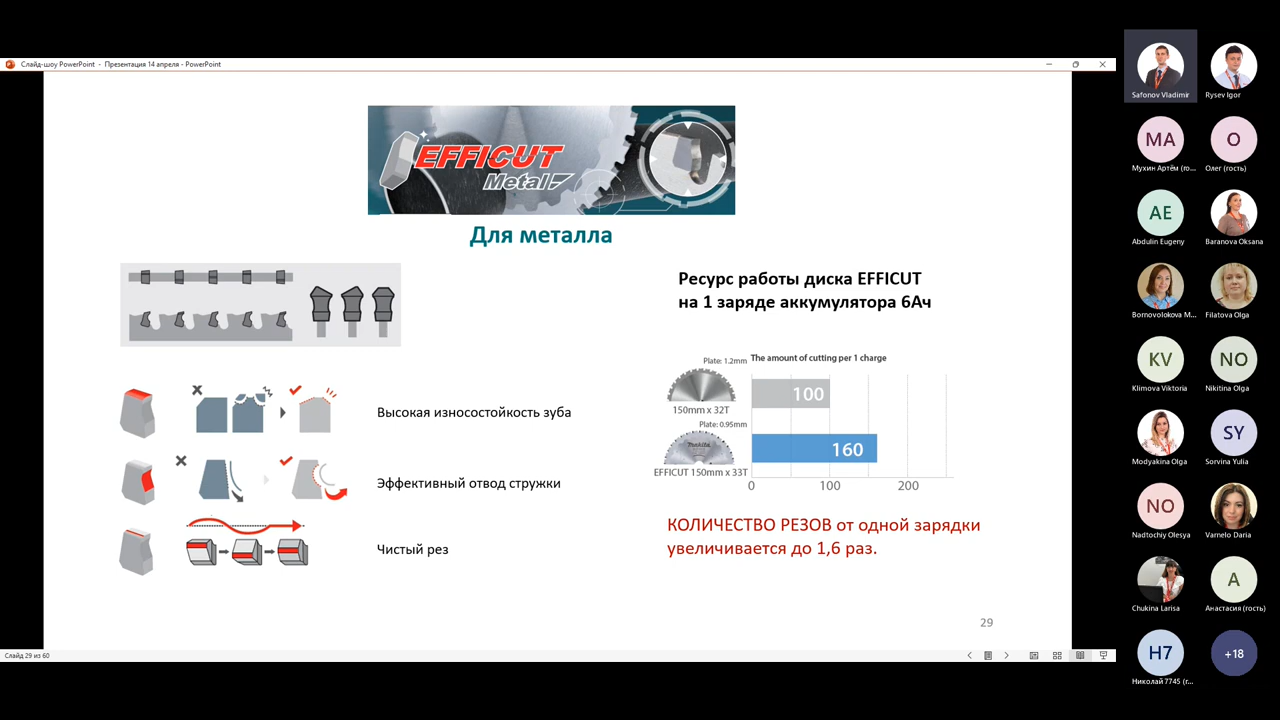 Слайд-шоу PowerPoint - Презентация 14 апреля - PowerPoint
EFFICUT
Metal
Для металла
Ресурс работы диска EFFICUT
на 1 заряде аккумулятора 6Ач
Plate: 1.2mm
The amount of cutting per 1 charge
150mm x 32T
100
Plate: 0.95mm
makita
EFFICUT 150mm x 33T
160
0 100 200
Высокая износостойкость зуба
Эффективный отвод стружки
Чистый рез
КОЛИЧЕСТВО РЕЗОВ от одной зарядки
увеличивается до 1,6 раз.
29
Слайд 29 из 60
Safonov Vladimir
Rysev Igor
MA
Мухин Артём (го...
O
Олег (гость)
AE
Abdulin Eugeny
Baranova Oksana
Bornovolokova M...
Filatova Olga
KV
Klimova Viktoria
NO
Nikitina Olga
Modyakina Olga
SY
Sorvina Yulia
NO
Nadtochiy Olesya
Varnelo Daria
Chukina Larisa
A
Анастасия (гость)
H7
Николай 7745 (г...
+18